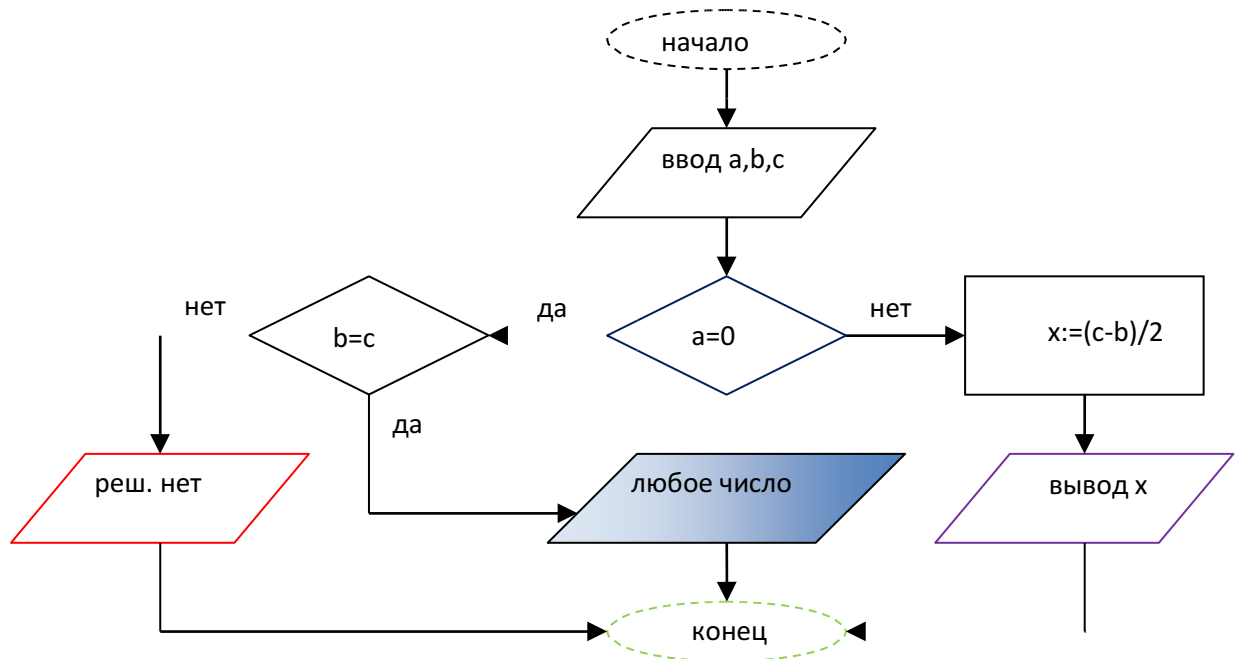 начало
ввод a,b,c
нет
b=c
да
a=0
нет
x:=(c-b)/2
да
реш. нет
любое число
вывод x
конец